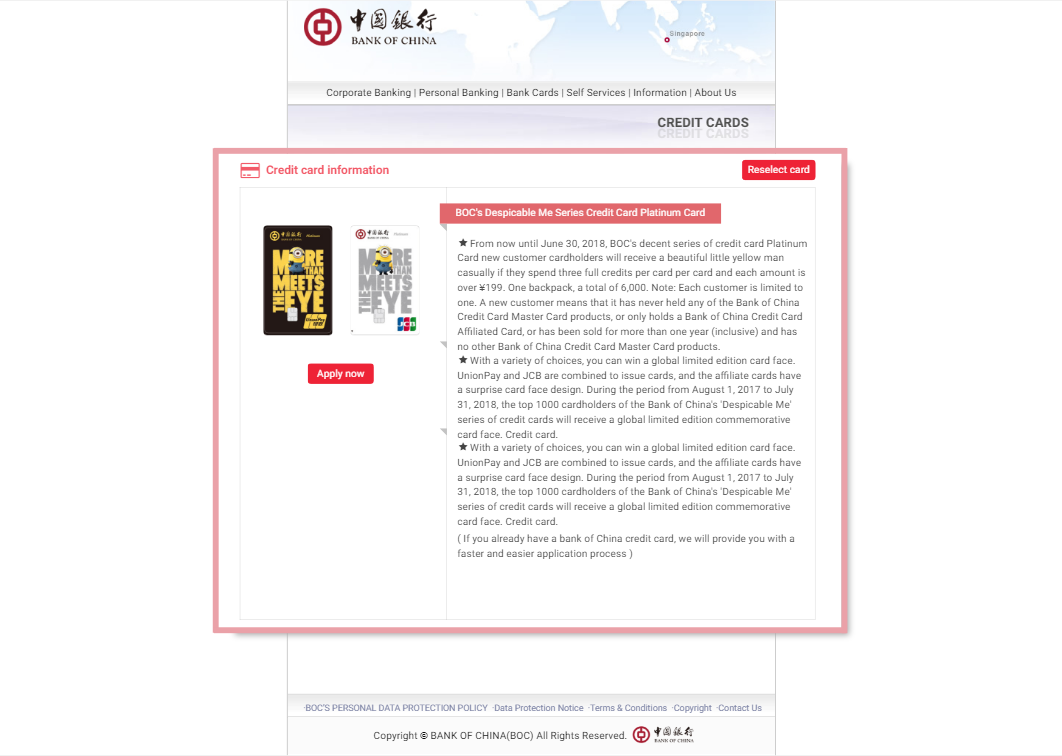 中国银行
BANK OF CHINA
Singapore
Corporate Banking | Personal Banking | Bank Cards | Self Services | Information | About Us
CREDIT CARDS
CREDIT CARDS
Credit card information
Reselect card
BOC's Despicable Me Series Credit Card Platinum Card
MORE THAN MEETS THE EYE
UnionPay
银联
MORE THAN MEETS THE EYE
JCB
Apply now
★ From now until June 30, 2018, BOC's decent series of credit card Platinum
Card new customer cardholders will receive a beautiful little yellow man
casually if they spend three full credits per card per card and each amount is
over ¥199. One backpack, a total of 6,000. Note: Each customer is limited to
one. A new customer means that it has never held any of the Bank of China
Credit Card Master Card products, or only holds a Bank of China Credit Card
Affiliated Card, or has been sold for more than one year (inclusive) and has
no other Bank of China Credit Card Master Card products.
★ With a variety of choices, you can win a global limited edition card face.
UnionPay and JCB are combined to issue cards, and the affiliate cards have
a surprise card face design. During the period from August 1, 2017 to July
31, 2018, the top 1000 cardholders of the Bank of China's 'Despicable Me'
series of credit cards will receive a global limited edition commemorative
card face. Credit card.
★ With a variety of choices, you can win a global limited edition card face.
UnionPay and JCB are combined to issue cards, and the affiliate cards have
a surprise card face design. During the period from August 1, 2017 to July
31, 2018, the top 1000 cardholders of the Bank of China's 'Despicable Me'
series of credit cards will receive a global limited edition commemorative
card face. Credit card.
( If you already have a bank of China credit card, we will provide you with a
faster and easier application process )
·BOC'S PERSONAL DATA PROTECTION POLICY ·Data Protection Notice ·Terms & Conditions ·Copyright ·Contact Us
Copyright © BANK OF CHINA(BOC) All Rights Reserved. 中国银行
BANK OF CHINA